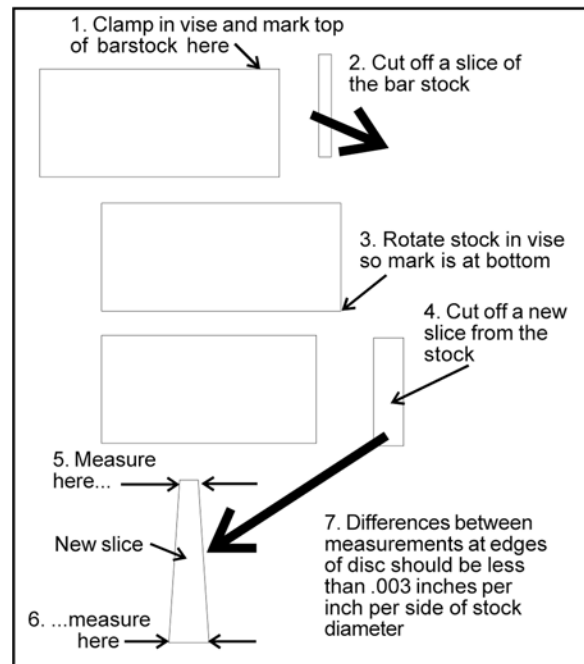 1. Clamp in vise and mark top
of barstock here
2. Cut off a slice of
the bar stock
3. Rotate stock in vise
so mark is at bottom
4. Cut off a new
slice from the
stock
5. Measure
here...
New slice
6. ...measure
here
7. Differences between
measurements at edges
of disc should be less
than .003 inches per
inch per side of stock
diameter